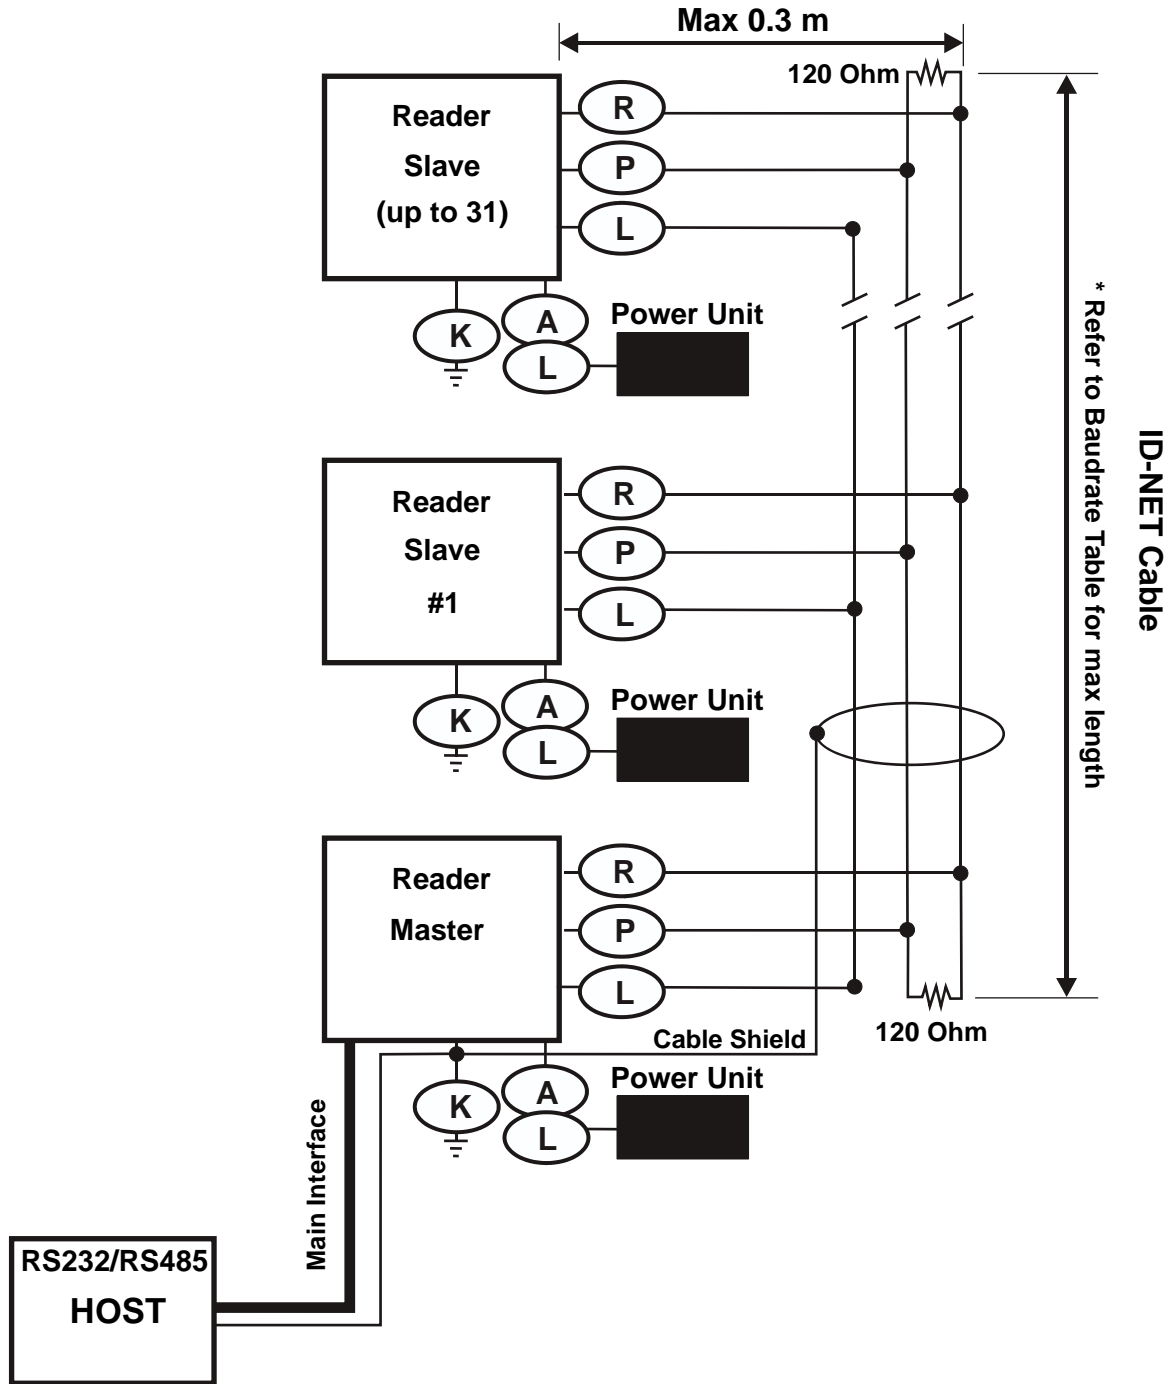 Max 0.3 m
120 Ohm
Reader
Slave
(up to 31)
R
P
L
K
A
L
Power Unit
Reader
Slave
#1
R
P
L
K
A
L
Power Unit
Reader
Master
R
P
L
120 Ohm
Cable Shield
K
A
L
Power Unit
Main Interface
RS232/RS485
HOST
* Refer to Baudrate Table for max length
ID-NET Cable